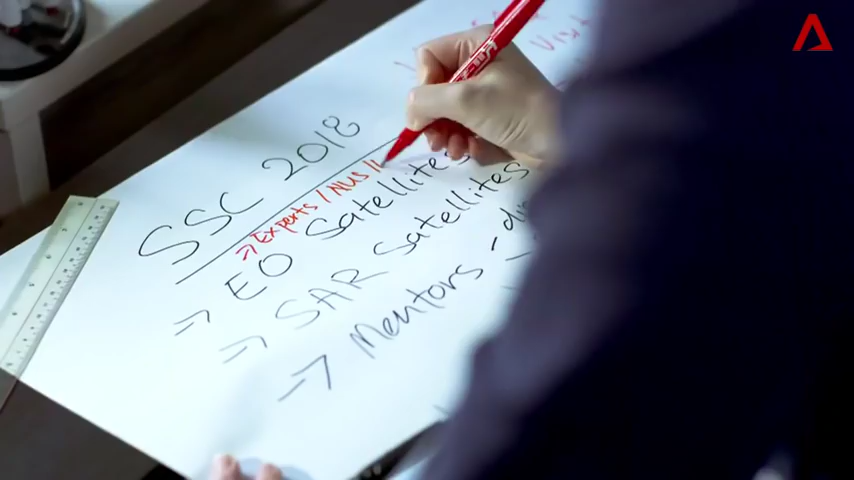 SSC 2018
-> Experts / NUS /
-> EO Satellites
-> SAR Satellites
-> Mentors -